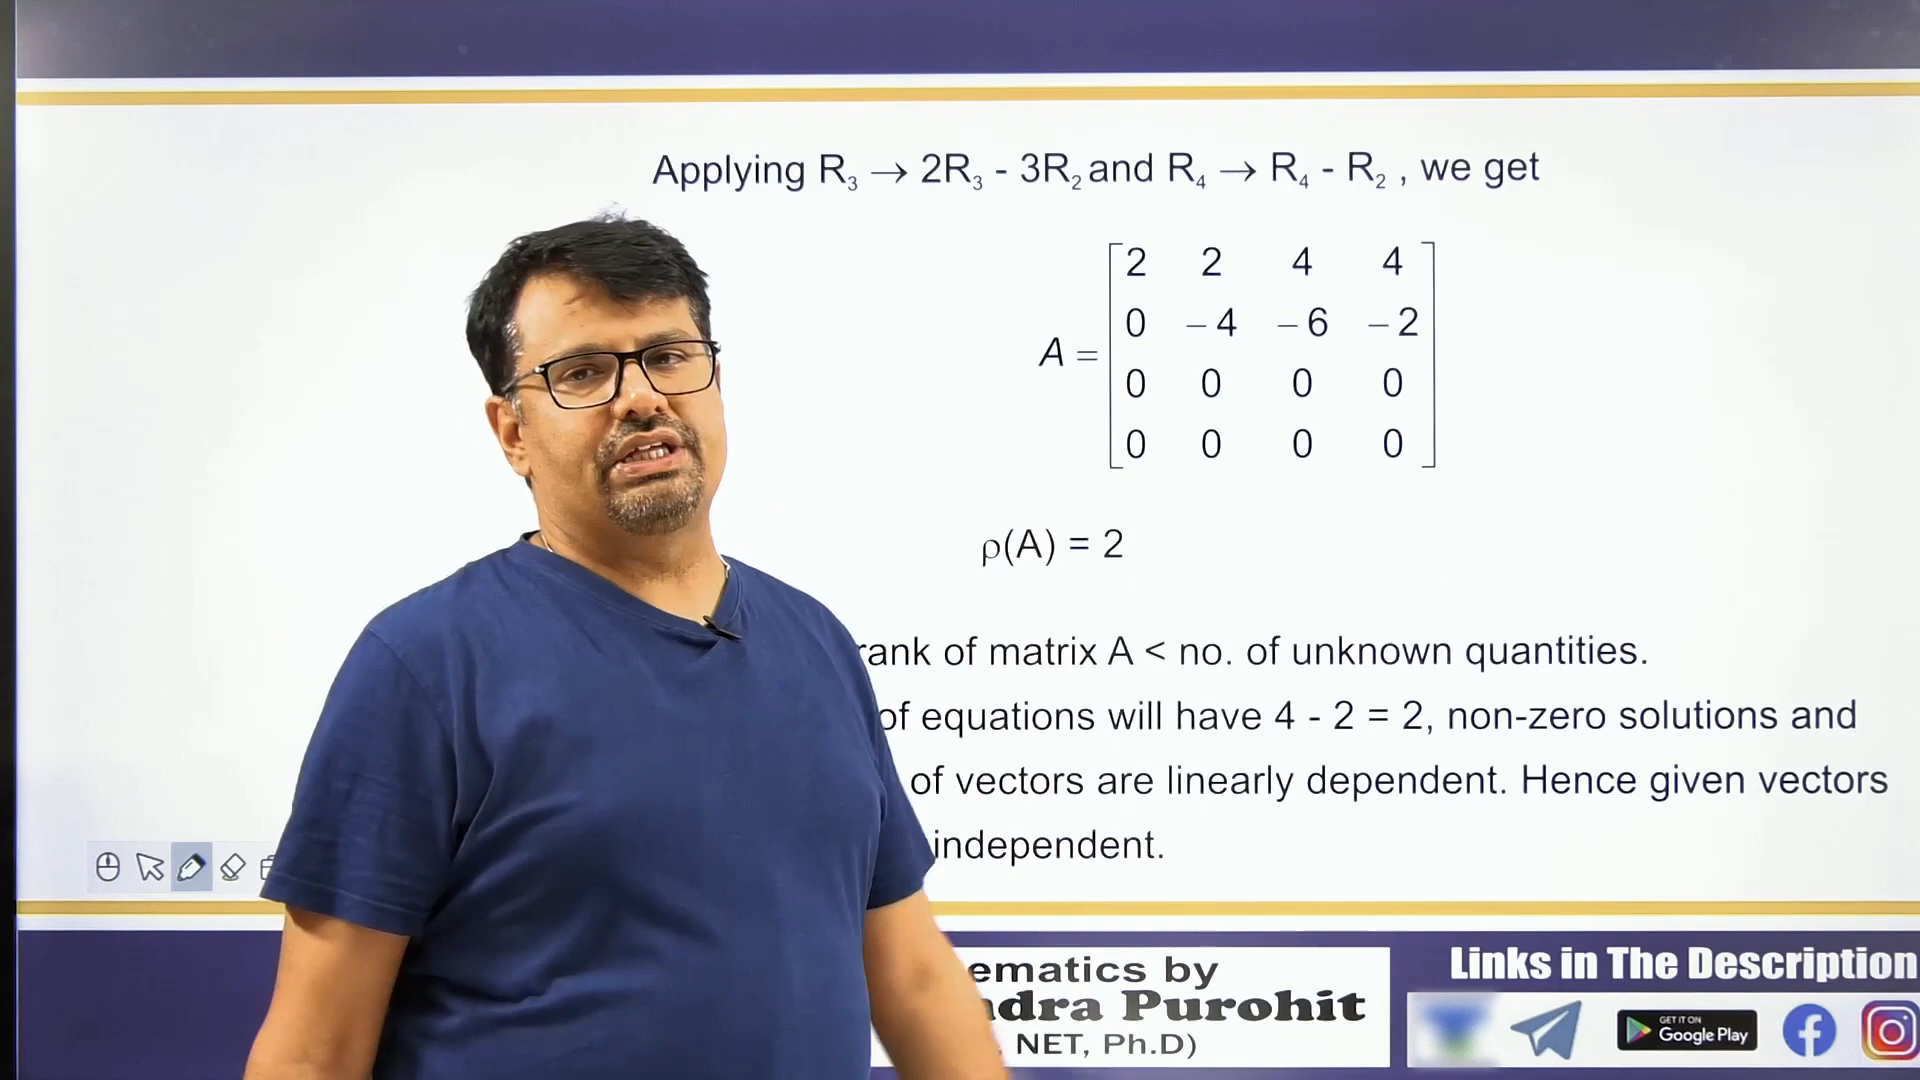 Applying R₃ → 2R₃ - 3R₂ and R₄ → R₄ - R₂ , we get
A =
2 2 4 4
0 – 4 – 6 – 2
0 0 0 0
0 0 0 0
ρ(A) = 2
rank of matrix A < no. of unknown quantities.
of equations will have 4 - 2 = 2, non-zero solutions and
of vectors are linearly dependent. Hence given vectors
independent.
Links in The Description
ematics by
ndra Purohit
NET, Ph.D)
GET IT ON
Google Play